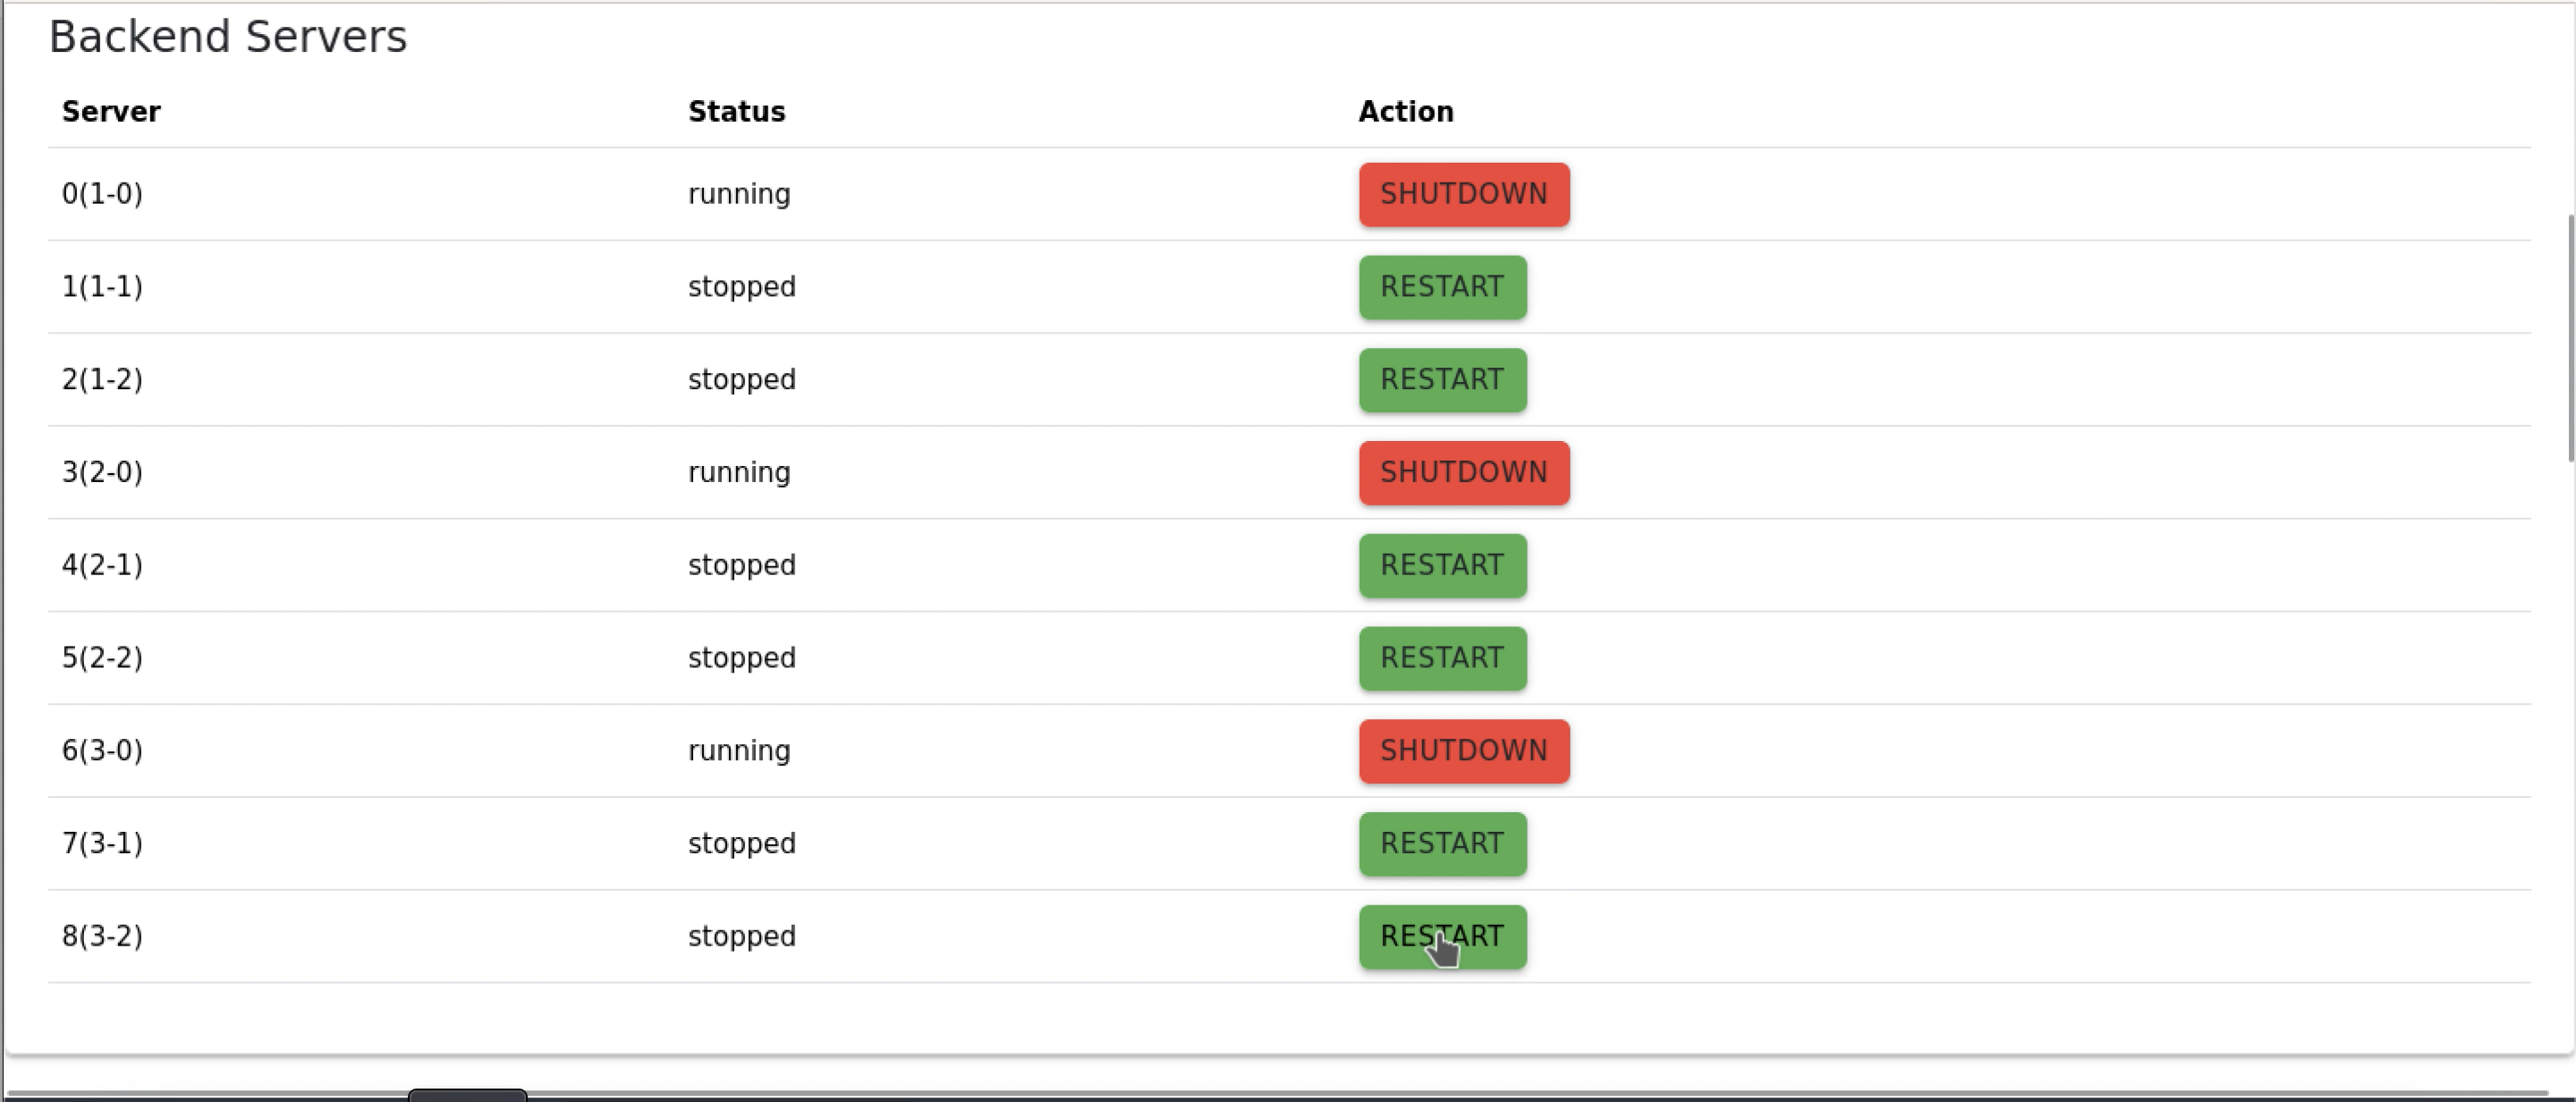 Backend Servers
Server Status Action
0(1-0) running SHUTDOWN
1(1-1) stopped RESTART
2(1-2) stopped RESTART
3(2-0) running SHUTDOWN
4(2-1) stopped RESTART
5(2-2) stopped RESTART
6(3-0) running SHUTDOWN
7(3-1) stopped RESTART
8(3-2) stopped RESTART